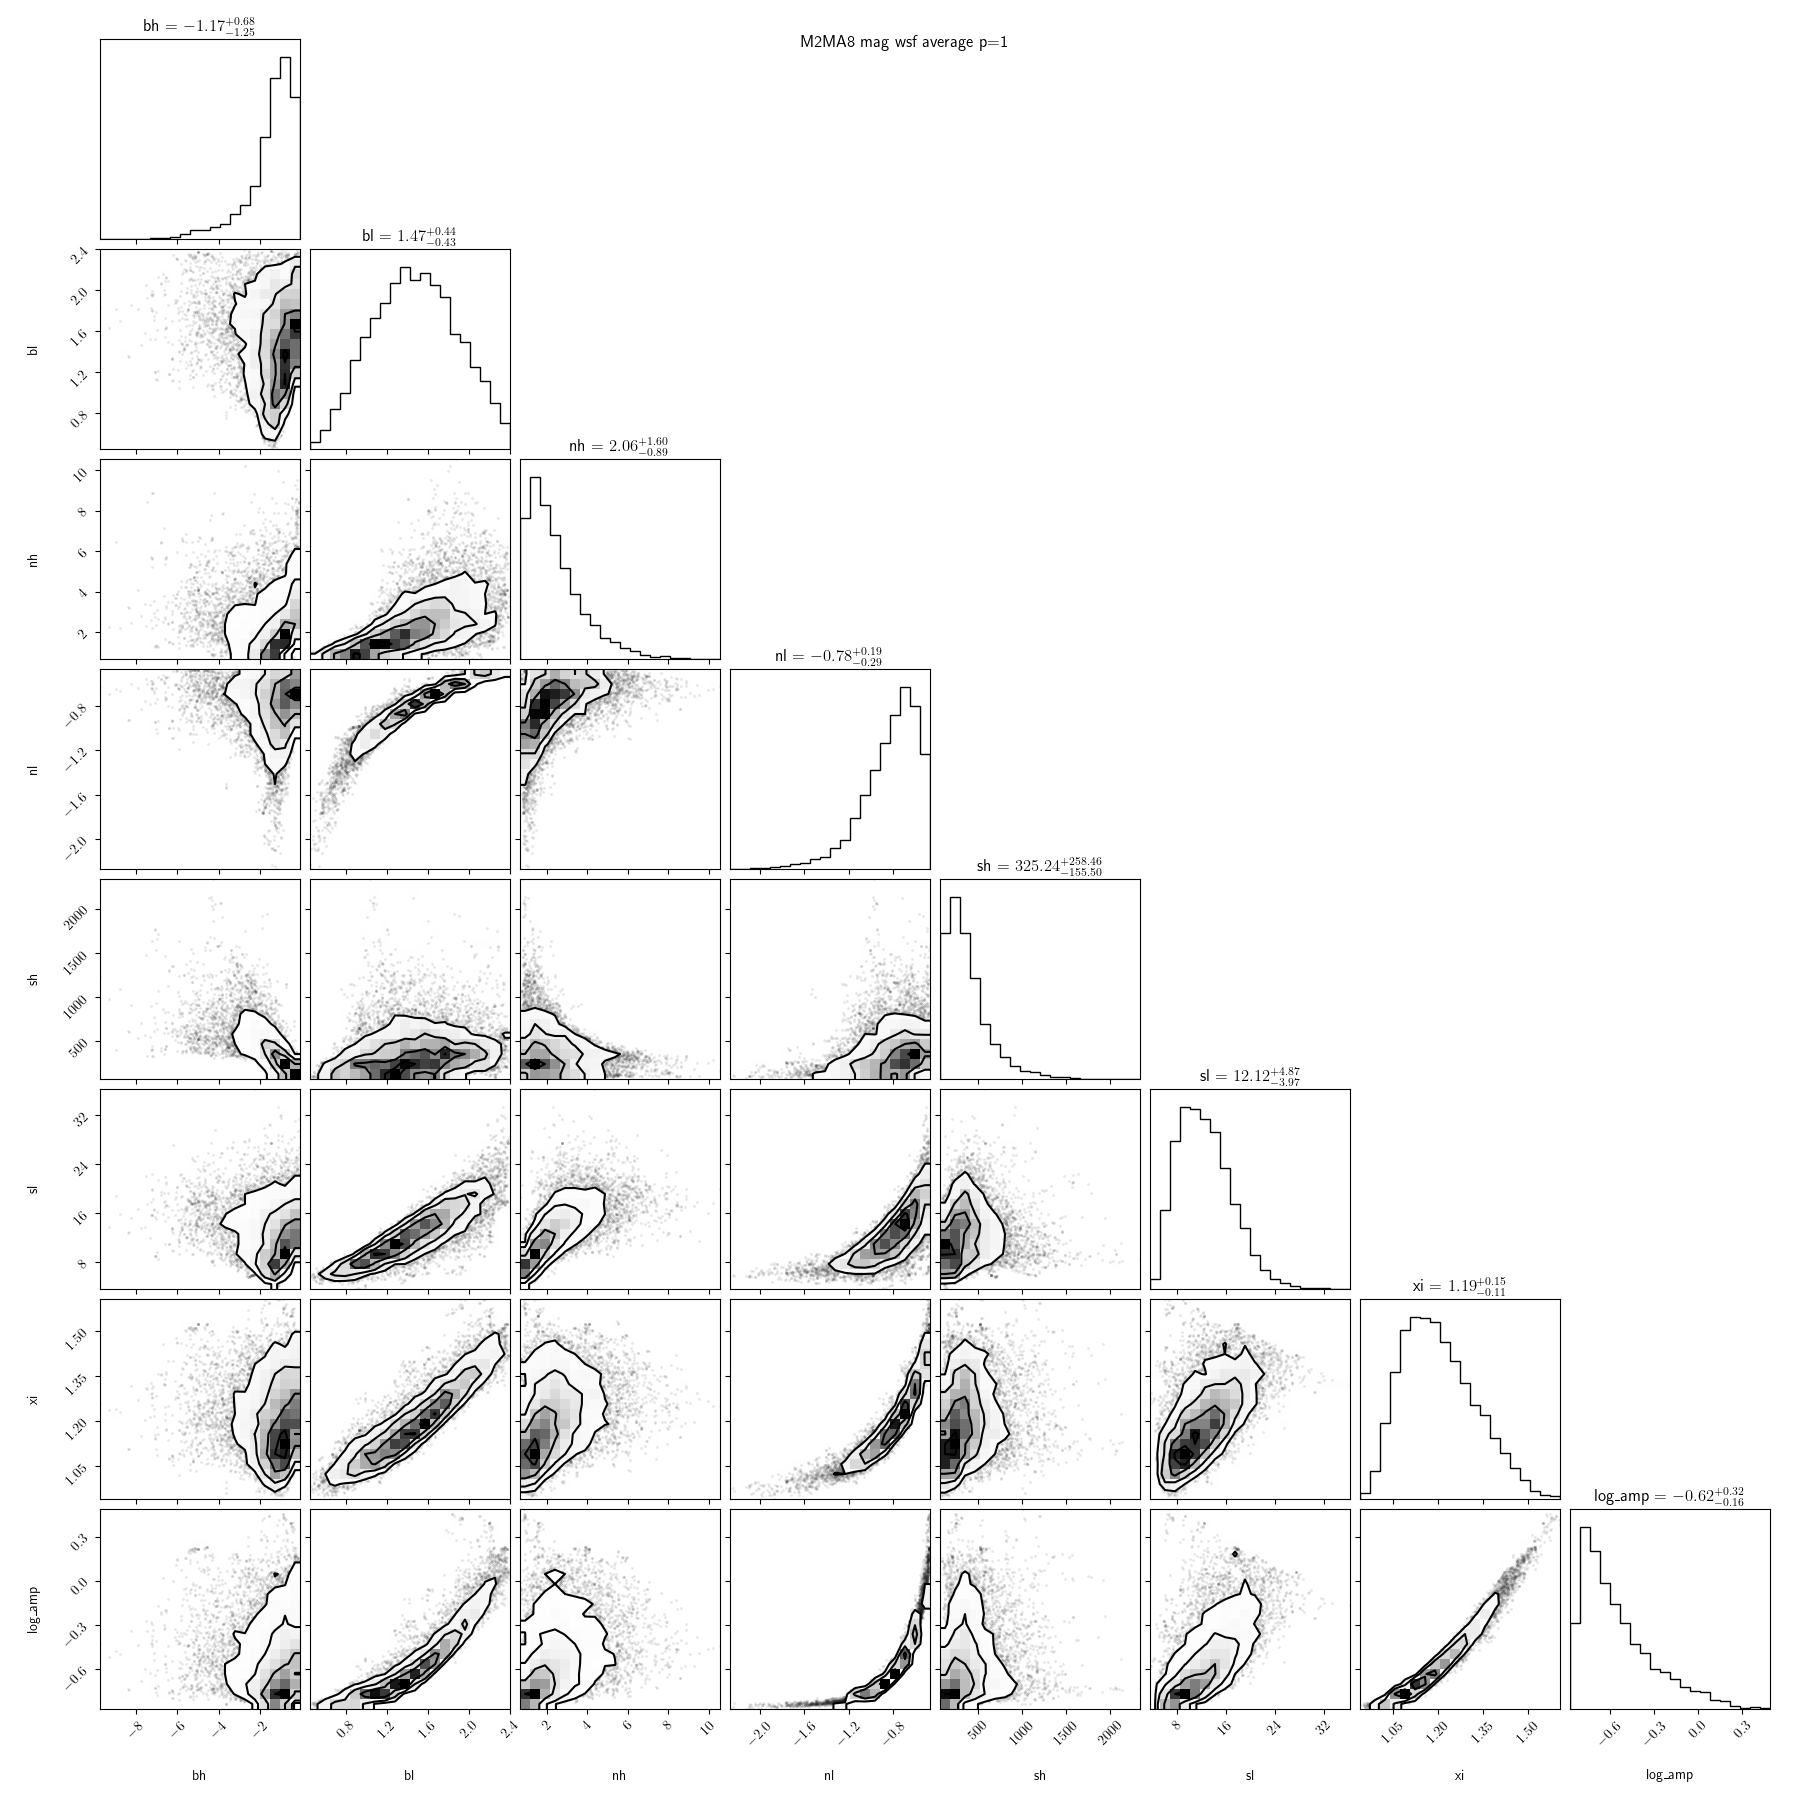 M2MA8 mag wsf average p=1
bh = −1.17 +0.68 −1.25
bl = 1.47 +0.44 −0.43
bl
2.4
2.0
1.6
1.2
0.8
nh = 2.06 +1.60 −0.89
nh
10
8
6
4
2
nl = −0.78 +0.19 −0.29
nl
−0.8
−1.2
−1.6
−2.0
sh = 325.24 +258.46 −155.50
sh
2000
1500
1000
500
sl = 12.12 +4.87 −3.97
sl
32
24
16
8
xi = 1.19 +0.15 −0.11
xi
1.50
1.35
1.20
1.05
log_amp = −0.62 +0.32 −0.16
log_amp
0.3
0.0
−0.3
−0.6
−8 −6 −4 −2 0.8 1.2 1.6 2.0 2.4 2 4 6 8 10 −2.0 −1.6 −1.2 −0.8 500 1000 1500 2000 8 16 24 32 1.05 1.20 1.35 1.50 −0.6 −0.3 0.0 0.3
bh bl nh nl sh sl xi log_amp